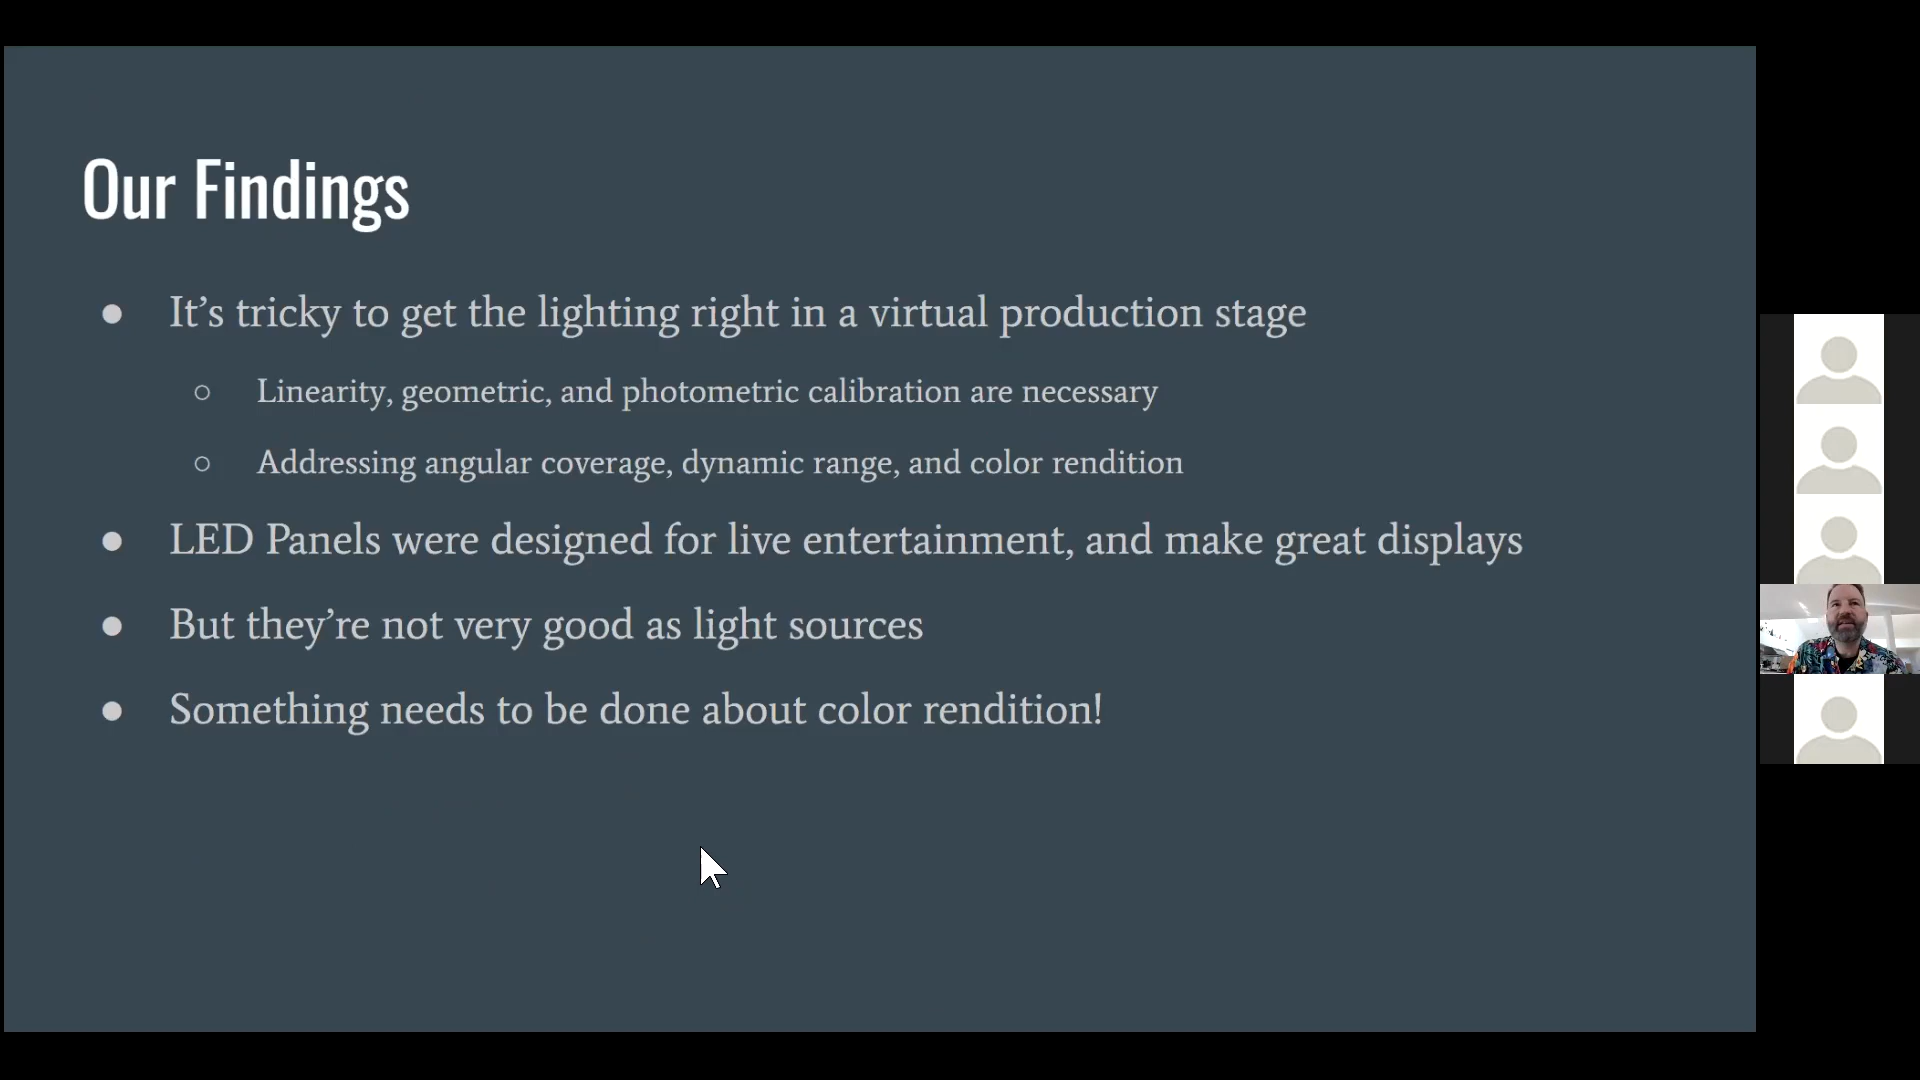 Our Findings
● It’s tricky to get the lighting right in a virtual production stage
○ Linearity, geometric, and photometric calibration are necessary
○ Addressing angular coverage, dynamic range, and color rendition
● LED Panels were designed for live entertainment, and make great displays
● But they’re not very good as light sources
● Something needs to be done about color rendition!